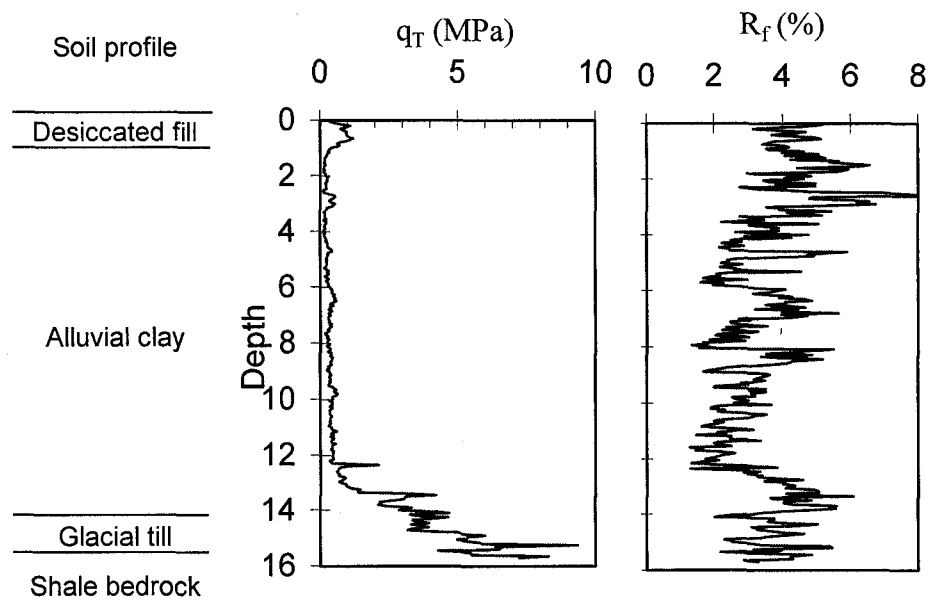 Soil profile
q_T (MPa)
R_f (%)
0 5 10
0 2 4 6 8
Desiccated fill
Alluvial clay
Glacial till
Shale bedrock
Depth
0
2
4
6
8
10
12
14
16